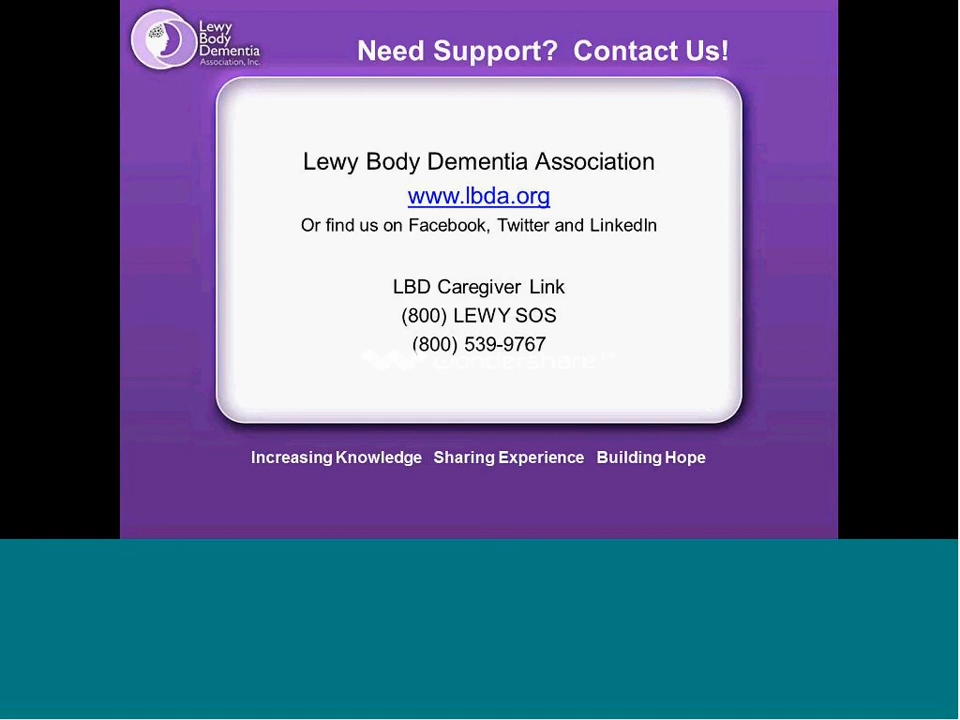 Lewy
Body
Dementia
Association, Inc.
Need Support? Contact Us!
Lewy Body Dementia Association
www.lbda.org
Or find us on Facebook, Twitter and LinkedIn
LBD Caregiver Link
(800) LEWY SOS
(800) 539-9767
wondershare
Increasing Knowledge Sharing Experience Building Hope